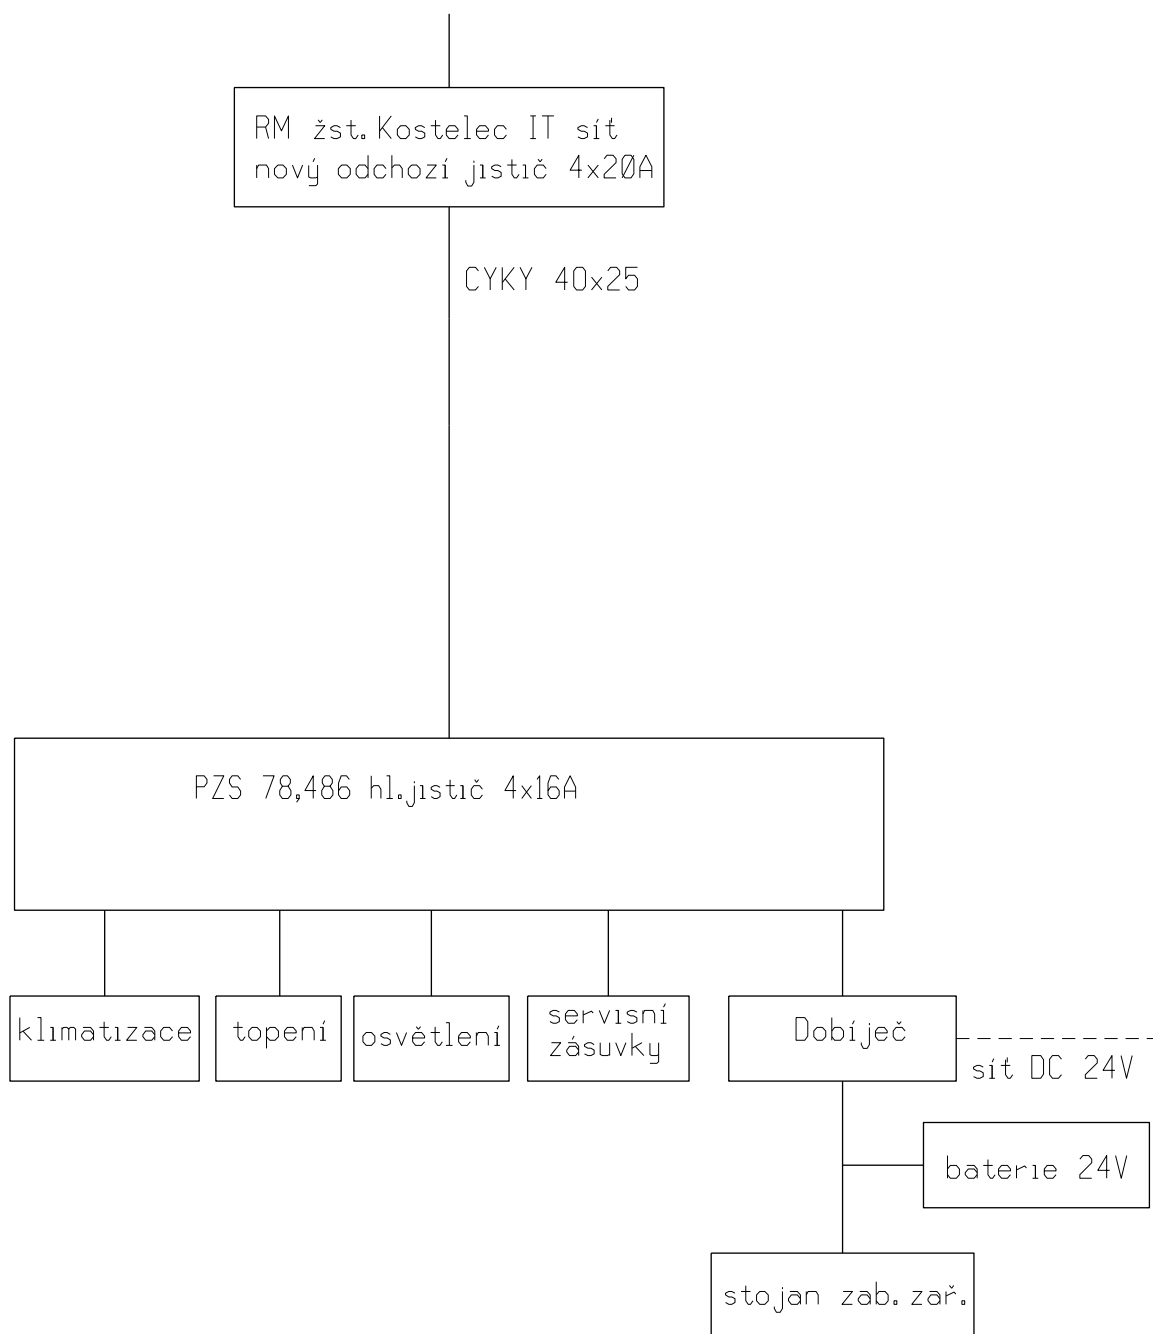 RM žst. Kostelec IT síť
nový odchozí jistič 4x20A
CYKY 4Ox25
PZS 78,486 hl.jistič 4x16A
klimatizace
topení
osvětlení
servisní
zásuvky
Dobíječ
síť DC 24V
baterie 24V
stojan zab. zař.